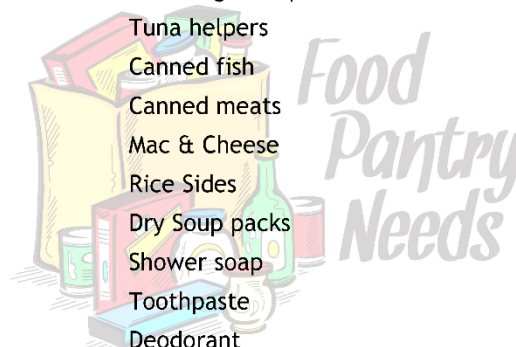 Tuna helpers
Canned fish
Canned meats
Mac & Cheese
Rice Sides
Dry Soup packs
Shower soap
Toothpaste
Deodorant
Food
Pantry
Needs